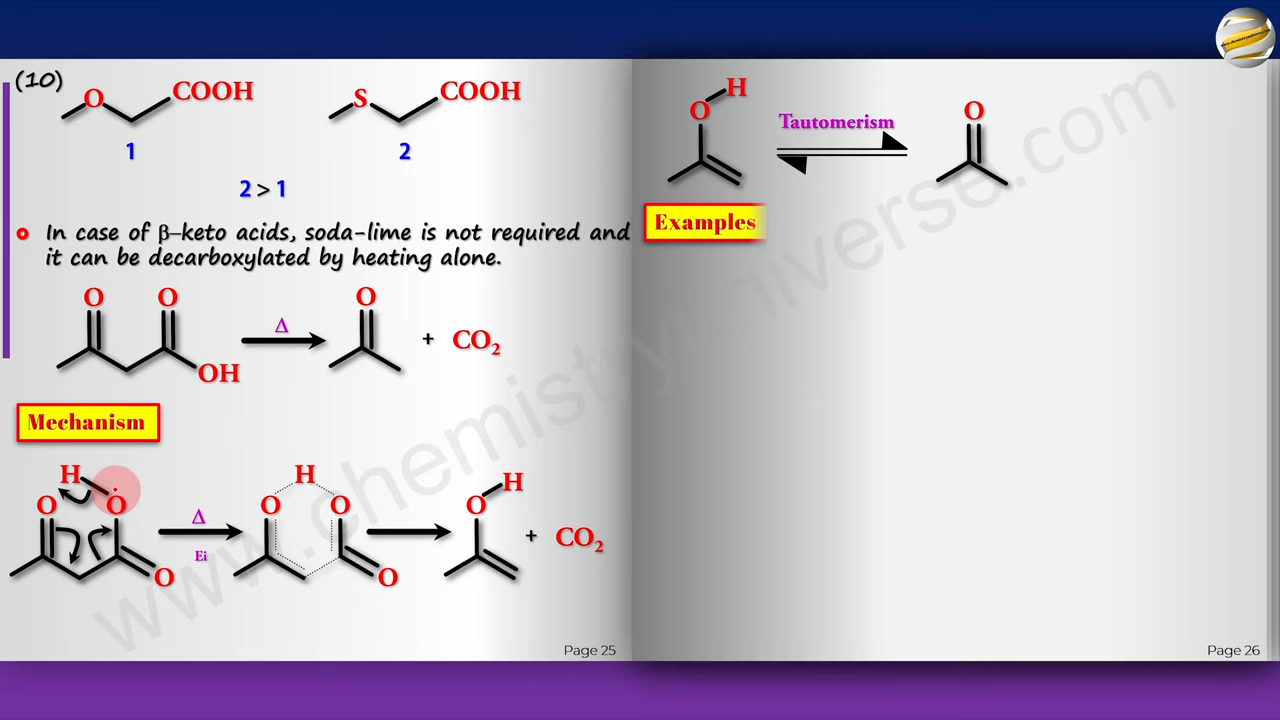 (10)
O COOH S COOH
1 2
2 > 1
In case of β–keto acids, soda-lime is not required and
it can be decarboxylated by heating alone.
O O Δ O + CO2
OH
Mechanism
H O O O Δ Ei H O O O O H + CO2
Page 25
O H Tautomerism O
Examples
Page 26
www.chemistryuniverse.com